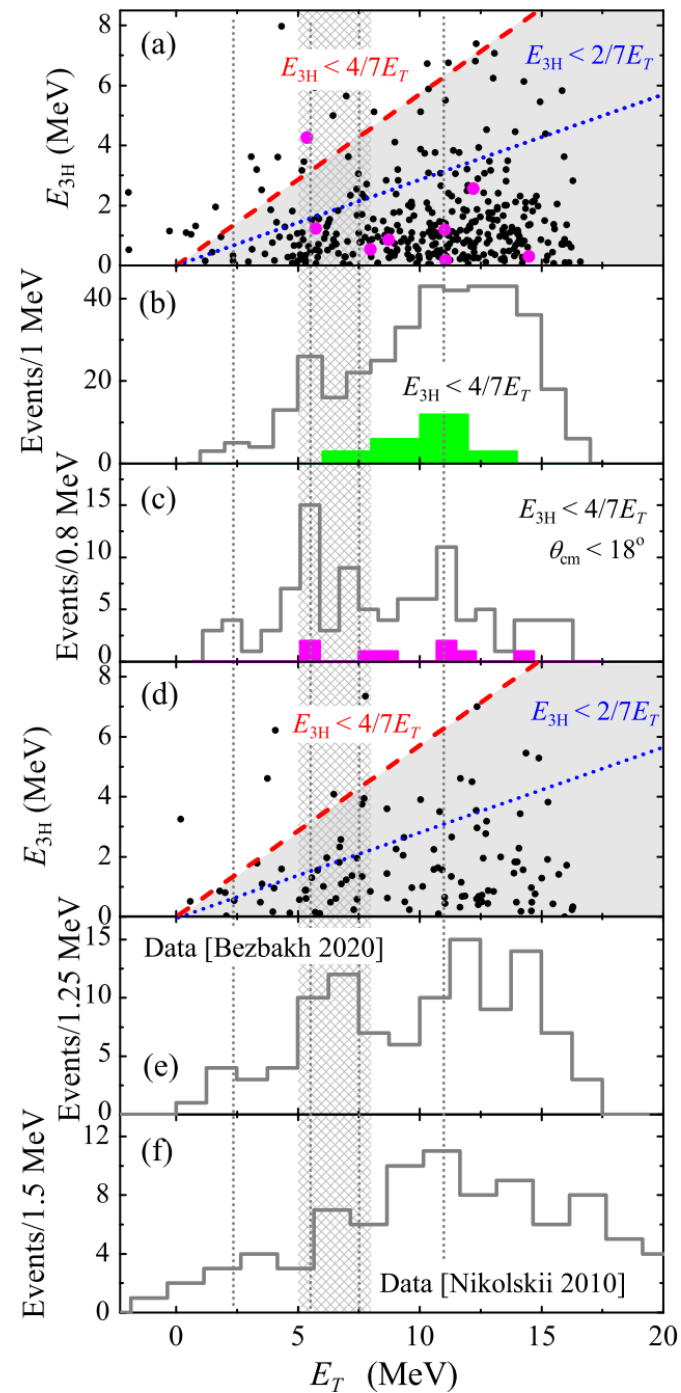 (a)
E3H < 4/7ET
E3H < 2/7ET
E3H (MeV)
8
6
4
2
0
(b)
E3H < 4/7ET
Events/1 MeV
40
20
0
(c)
E3H < 4/7ET
θcm < 18°
Events/0.8 MeV
15
10
5
0
(d)
E3H < 4/7ET
E3H < 2/7ET
E3H (MeV)
8
6
4
2
0
Data [Bezbakh 2020]
(e)
Events/1.25 MeV
15
10
5
0
(f)
Data [Nikolskii 2010]
Events/1.5 MeV
12
8
4
0
0 5 10 15 20
ET (MeV)